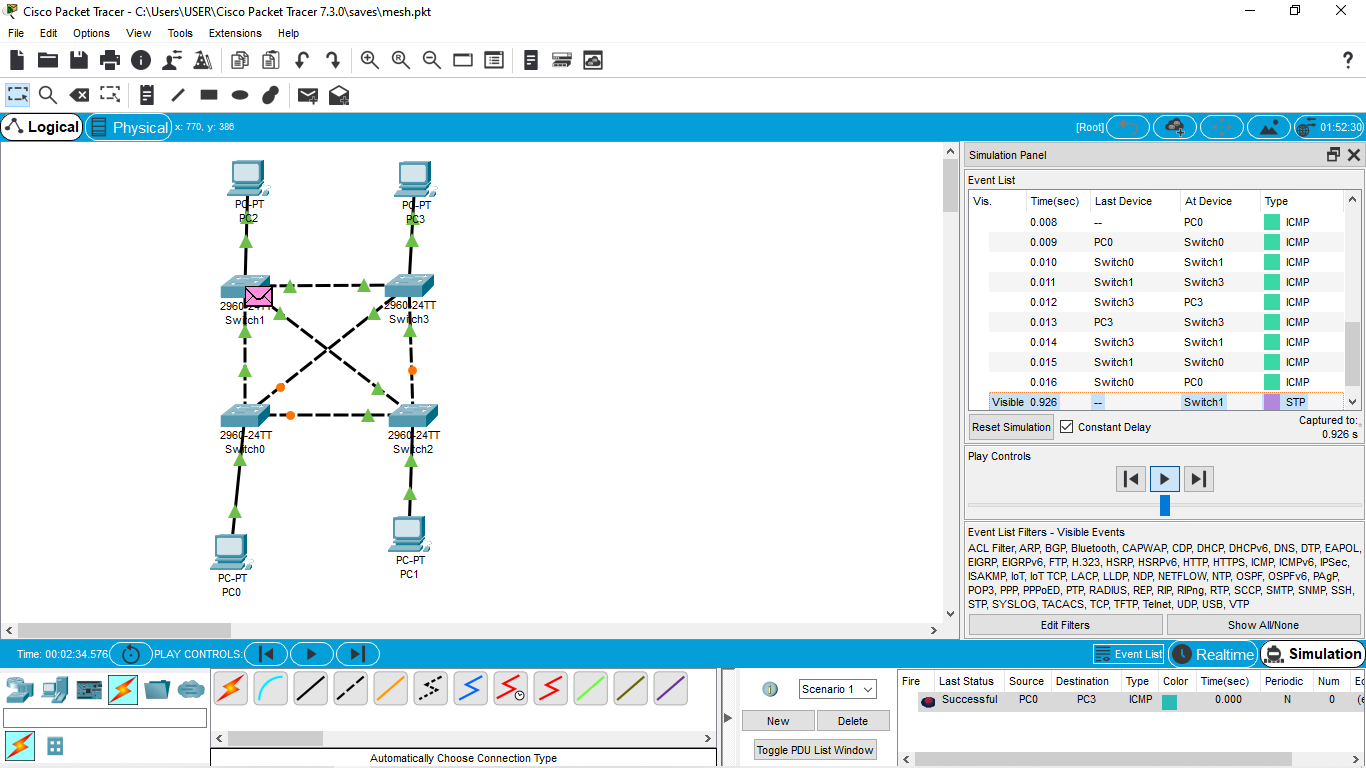 Cisco Packet Tracer - C:\Users\USER\Cisco Packet Tracer 7.3.0\saves\mesh.pkt
File Edit Options View Tools Extensions Help
Logical Physical x: 770, y: 386 [Root] 01:52:30
PC-PT
PC2
PC-PT
PC3
2960-24TT
Switch1
2960-24TT
Switch3
2960-24TT
Switch0
2960-24TT
Switch2
PC-PT
PC0
PC-PT
PC1
Simulation Panel
Event List
Vis. Time(sec) Last Device At Device Type
0.008 -- PC0 ICMP
0.009 PC0 Switch0 ICMP
0.010 Switch0 Switch1 ICMP
0.011 Switch1 Switch3 ICMP
0.012 Switch3 PC3 ICMP
0.013 PC3 Switch3 ICMP
0.014 Switch3 Switch1 ICMP
0.015 Switch1 Switch0 ICMP
0.016 Switch0 PC0 ICMP
Visible 0.926 -- Switch1 STP
Reset Simulation Constant Delay Captured to:
0.926 s
Play Controls
Event List Filters - Visible Events
ACL Filter, ARP, BGP, Bluetooth, CAPWAP, CDP, DHCP, DHCPv6, DNS, DTP, EAPOL,
EIGRP, EIGRPv6, FTP, H.323, HSRP, HSRPv6, HTTP, HTTPS, ICMP, ICMPv6, IPSec,
ISAKMP, IoT, IoT TCP, LACP, LLDP, NDP, NETFLOW, NTP, OSPF, OSPFv6, PAgP,
POP3, PPP, PPPoED, PTP, RADIUS, REP, RIP, RIPng, RTP, SCCP, SMTP, SNMP, SSH,
STP, SYSLOG, TACACS, TCP, TFTP, Telnet, UDP, USB, VTP
Edit Filters Show All/None
Time: 00:02:34.576 PLAY CONTROLS: Event List Realtime Simulation
Automatically Choose Connection Type
Scenario 1
New Delete
Toggle PDU List Window
Fire Last Status Source Destination Type Color Time(sec) Periodic Num Ec
Successful PC0 PC3 ICMP 0.000 N 0 (e